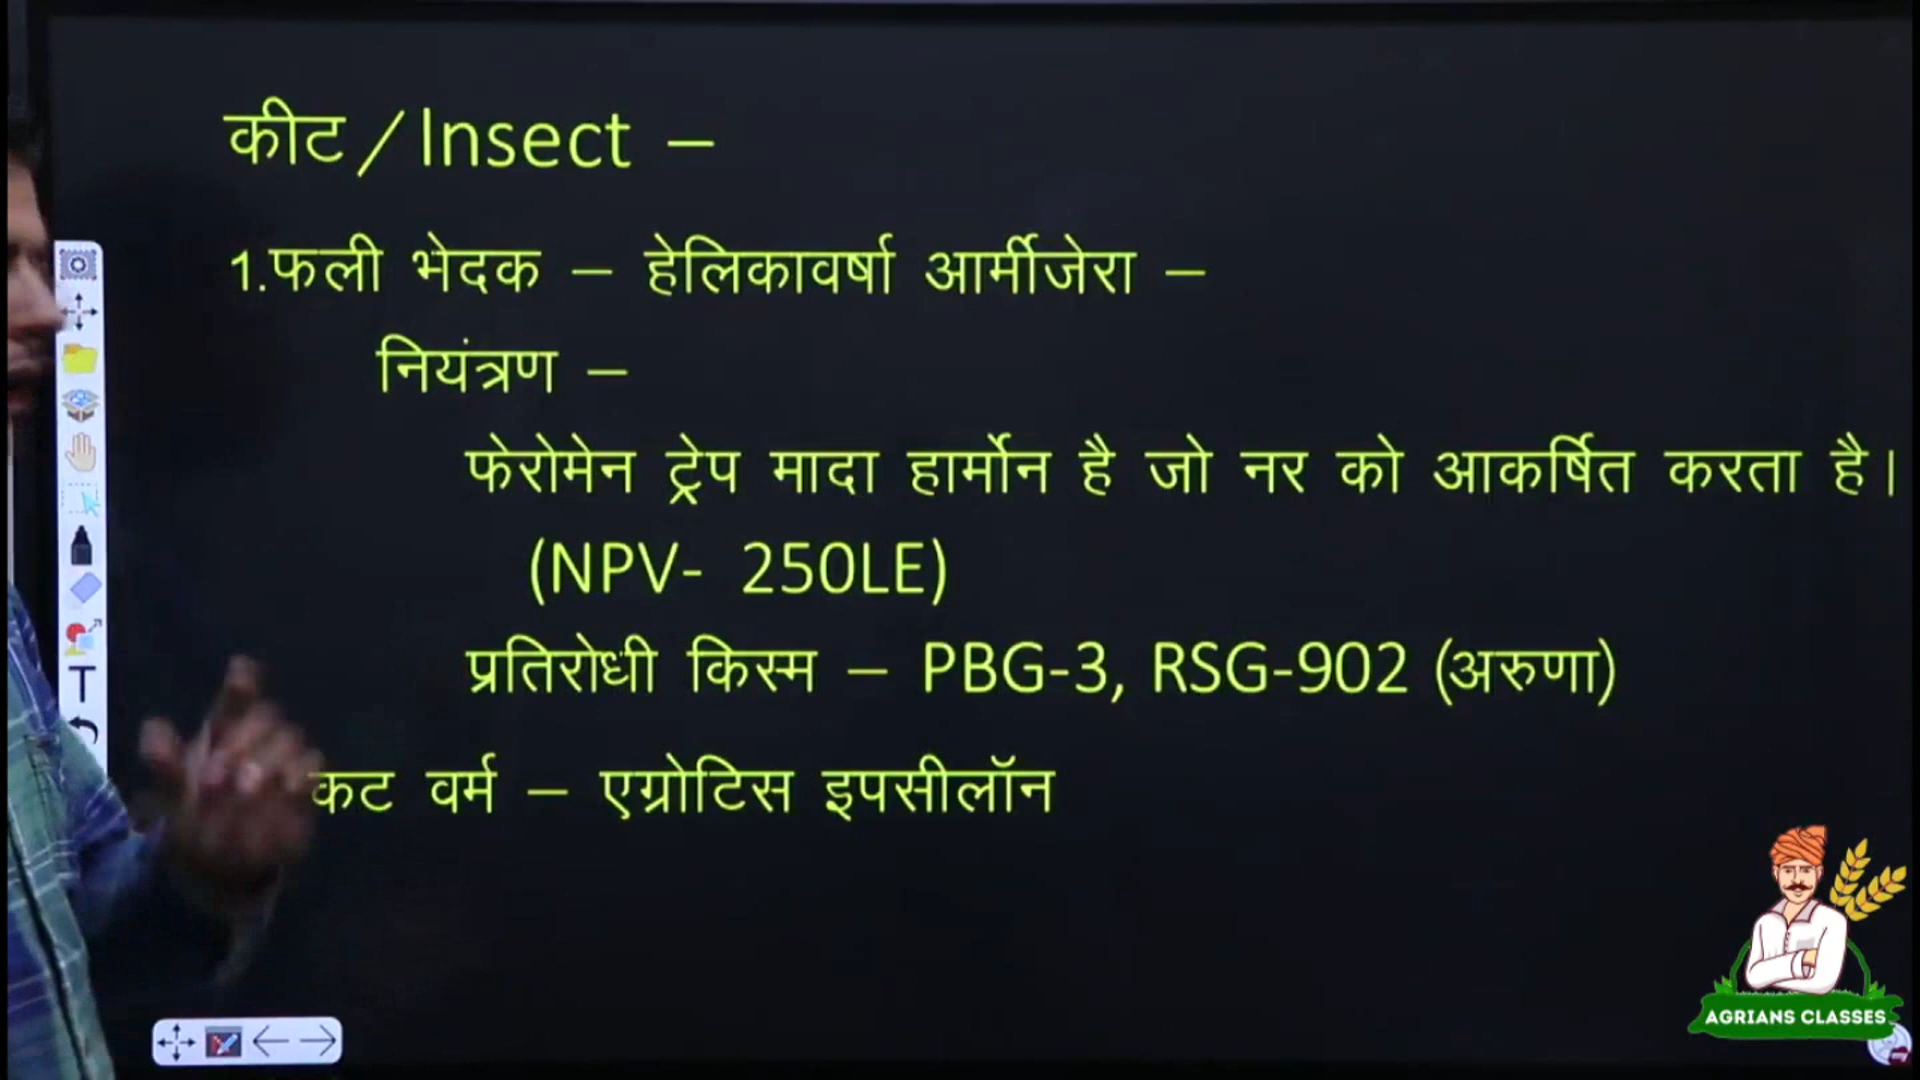 कीट / Insect –
1.फली भेदक – हेलिकावर्षा आर्मीजेरा –
नियंत्रण –
फेरोमेन ट्रेप मादा हार्मोन है जो नर को आकर्षित करता है।
(NPV- 250LE)
प्रतिरोधी किस्म – PBG-3, RSG-902 (अरुणा)
कट वर्म – एग्रोटिस इपसीलॉन
T
AGRIANS CLASSES